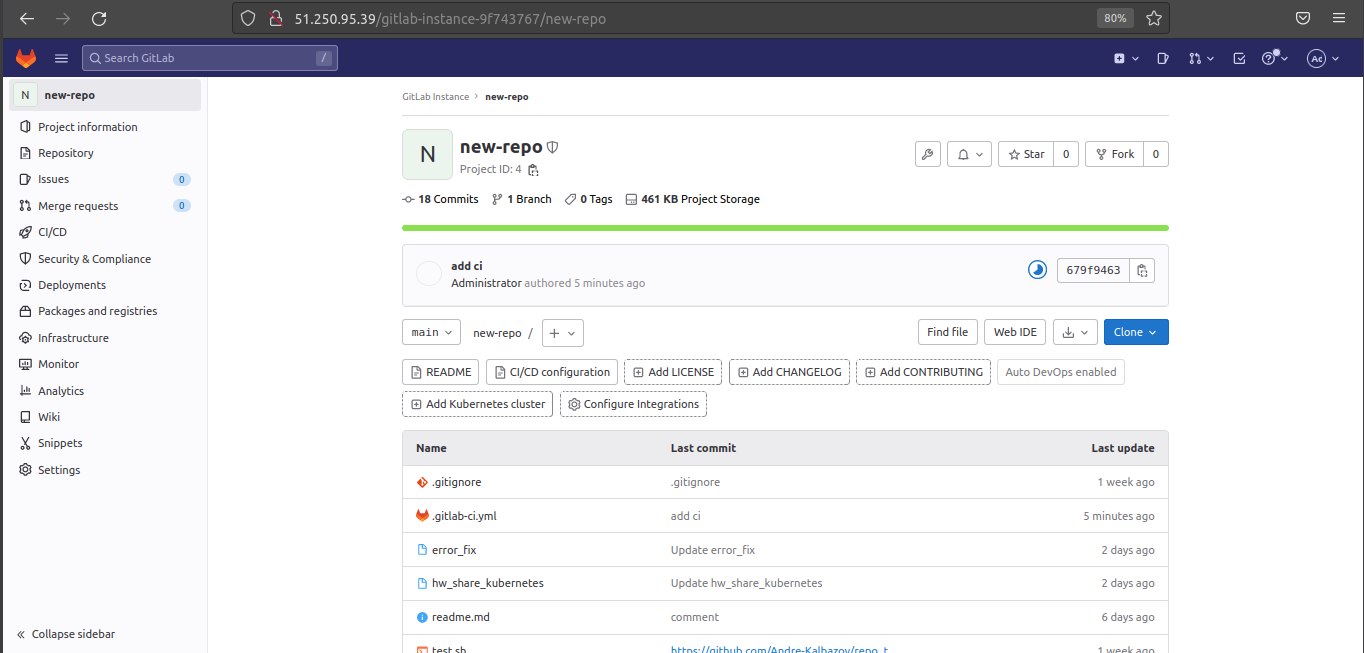 51.250.95.39/gitlab-instance-9f743767/new-repo
80%
Search GitLab
/
N new-repo
Project information
Repository
Issues 0
Merge requests 0
CI/CD
Security & Compliance
Deployments
Packages and registries
Infrastructure
Monitor
Analytics
Wiki
Snippets
Settings
Collapse sidebar
GitLab Instance › new-repo
N
new-repo
Project ID: 4
Star 0
Fork 0
18 Commits 1 Branch 0 Tags 461 KB Project Storage
add ci
Administrator authored 5 minutes ago
679f9463
main new-repo / +
Find file Web IDE Clone
README CI/CD configuration Add LICENSE Add CHANGELOG Add CONTRIBUTING Auto DevOps enabled
Add Kubernetes cluster Configure Integrations
Name Last commit Last update
.gitignore .gitignore 1 week ago
.gitlab-ci.yml add ci 5 minutes ago
error_fix Update error_fix 2 days ago
hw_share_kubernetes Update hw_share_kubernetes 2 days ago
readme.md comment 6 days ago
test.sh https://github.com/Andre-Kalbazov/repo_t 1 week ago